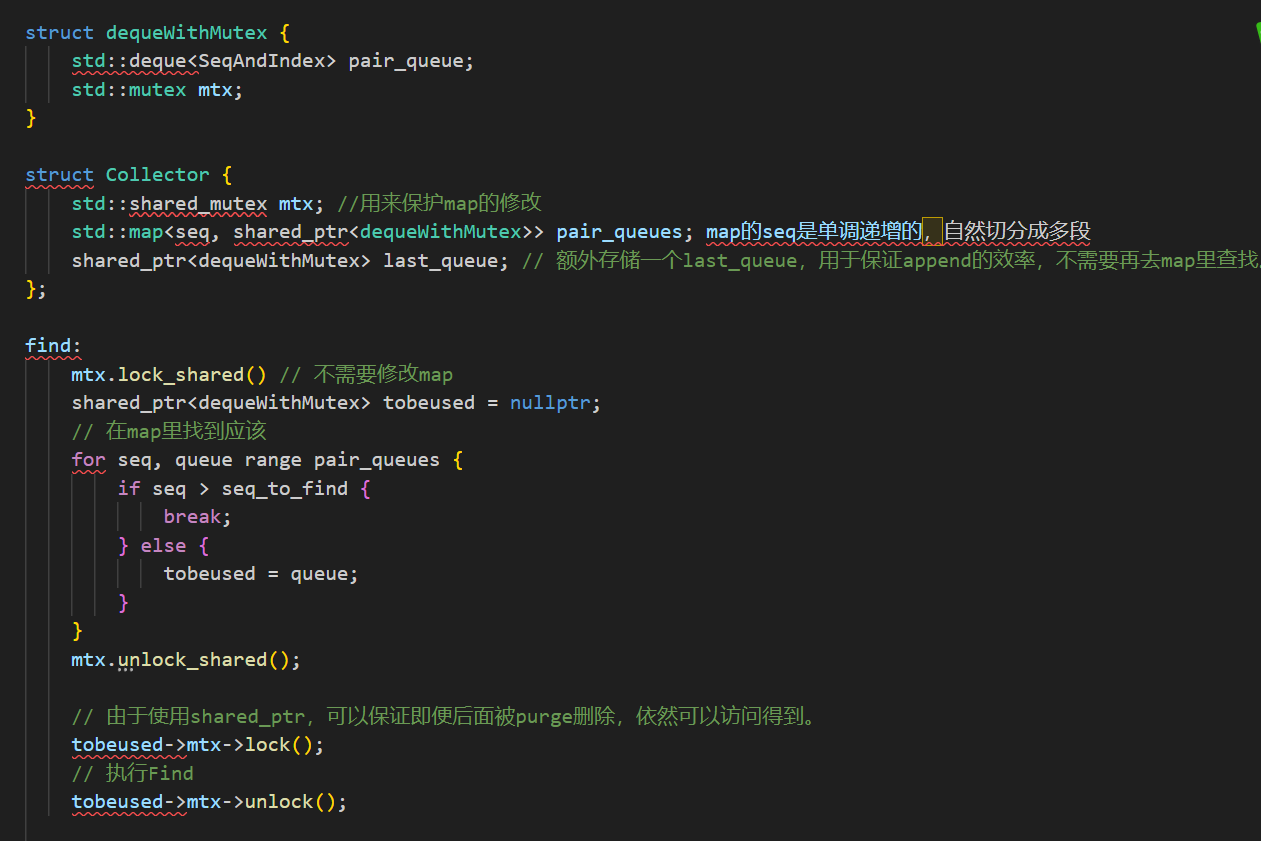 struct dequeWithMutex {
std::deque<SeqAndIndex> pair_queue;
std::mutex mtx;
}
struct Collector {
std::shared_mutex mtx; //用来保护map的修改
std::map<seq, shared_ptr<dequeWithMutex>> pair_queues; map的seq是单调递增的，自然切分成多段
shared_ptr<dequeWithMutex> last_queue; // 额外存储一个last_queue，用于保证append的效率，不需要再去map里查找
};
find:
mtx.lock_shared() // 不需要修改map
shared_ptr<dequeWithMutex> tobeused = nullptr;
// 在map里找到应该
for seq, queue range pair_queues {
if seq > seq_to_find {
break;
} else {
tobeused = queue;
}
}
mtx.unlock_shared();
// 由于使用shared_ptr，可以保证即便后面被purge删除，依然可以访问得到。
tobeused->mtx->lock();
// 执行Find
tobeused->mtx->unlock();